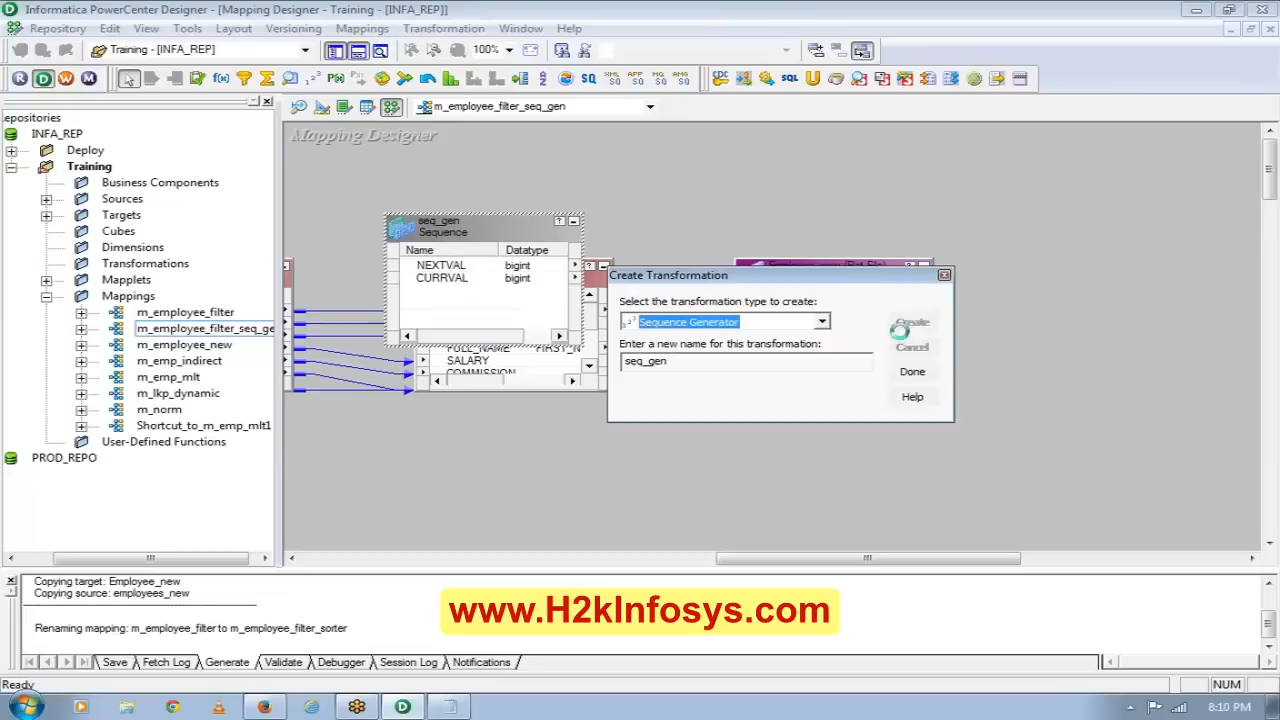 Informatica PowerCenter Designer - [Mapping Designer - Training - [INFA_REP]]
Repository Edit View Tools Layout Versioning Mappings Transformation Window Help
Training - [INFA_REP]
100%
m_employee_filter_seq_gen
epositories
INFA_REP
Deploy
Training
Business Components
Sources
Targets
Cubes
Dimensions
Transformations
Mapplets
Mappings
m_employee_filter
m_employee_filter_seq_ge
m_employee_new
m_emp_indirect
m_emp_mlt
m_lkp_dynamic
m_norm
Shortcut_to_m_emp_mlt1
User-Defined Functions
PROD_REPO
Mapping Designer
seq_gen
Sequence
Name Datatype
NEXTVAL bigint
CURRVAL bigint
FULL_NAME FIRST_N
SALARY
COMMISSION
Create Transformation
Select the transformation type to create:
Sequence Generator
Enter a new name for this transformation:
seq_gen
Create
Cancel
Done
Help
Copying target: Employee_new
Copying source: employees_new
Renaming mapping: m_employee_filter to m_employee_filter_sorter
www.H2kInfosys.com
Save Fetch Log Generate Validate Debugger Session Log Notifications
Ready
NUM
8:10 PM